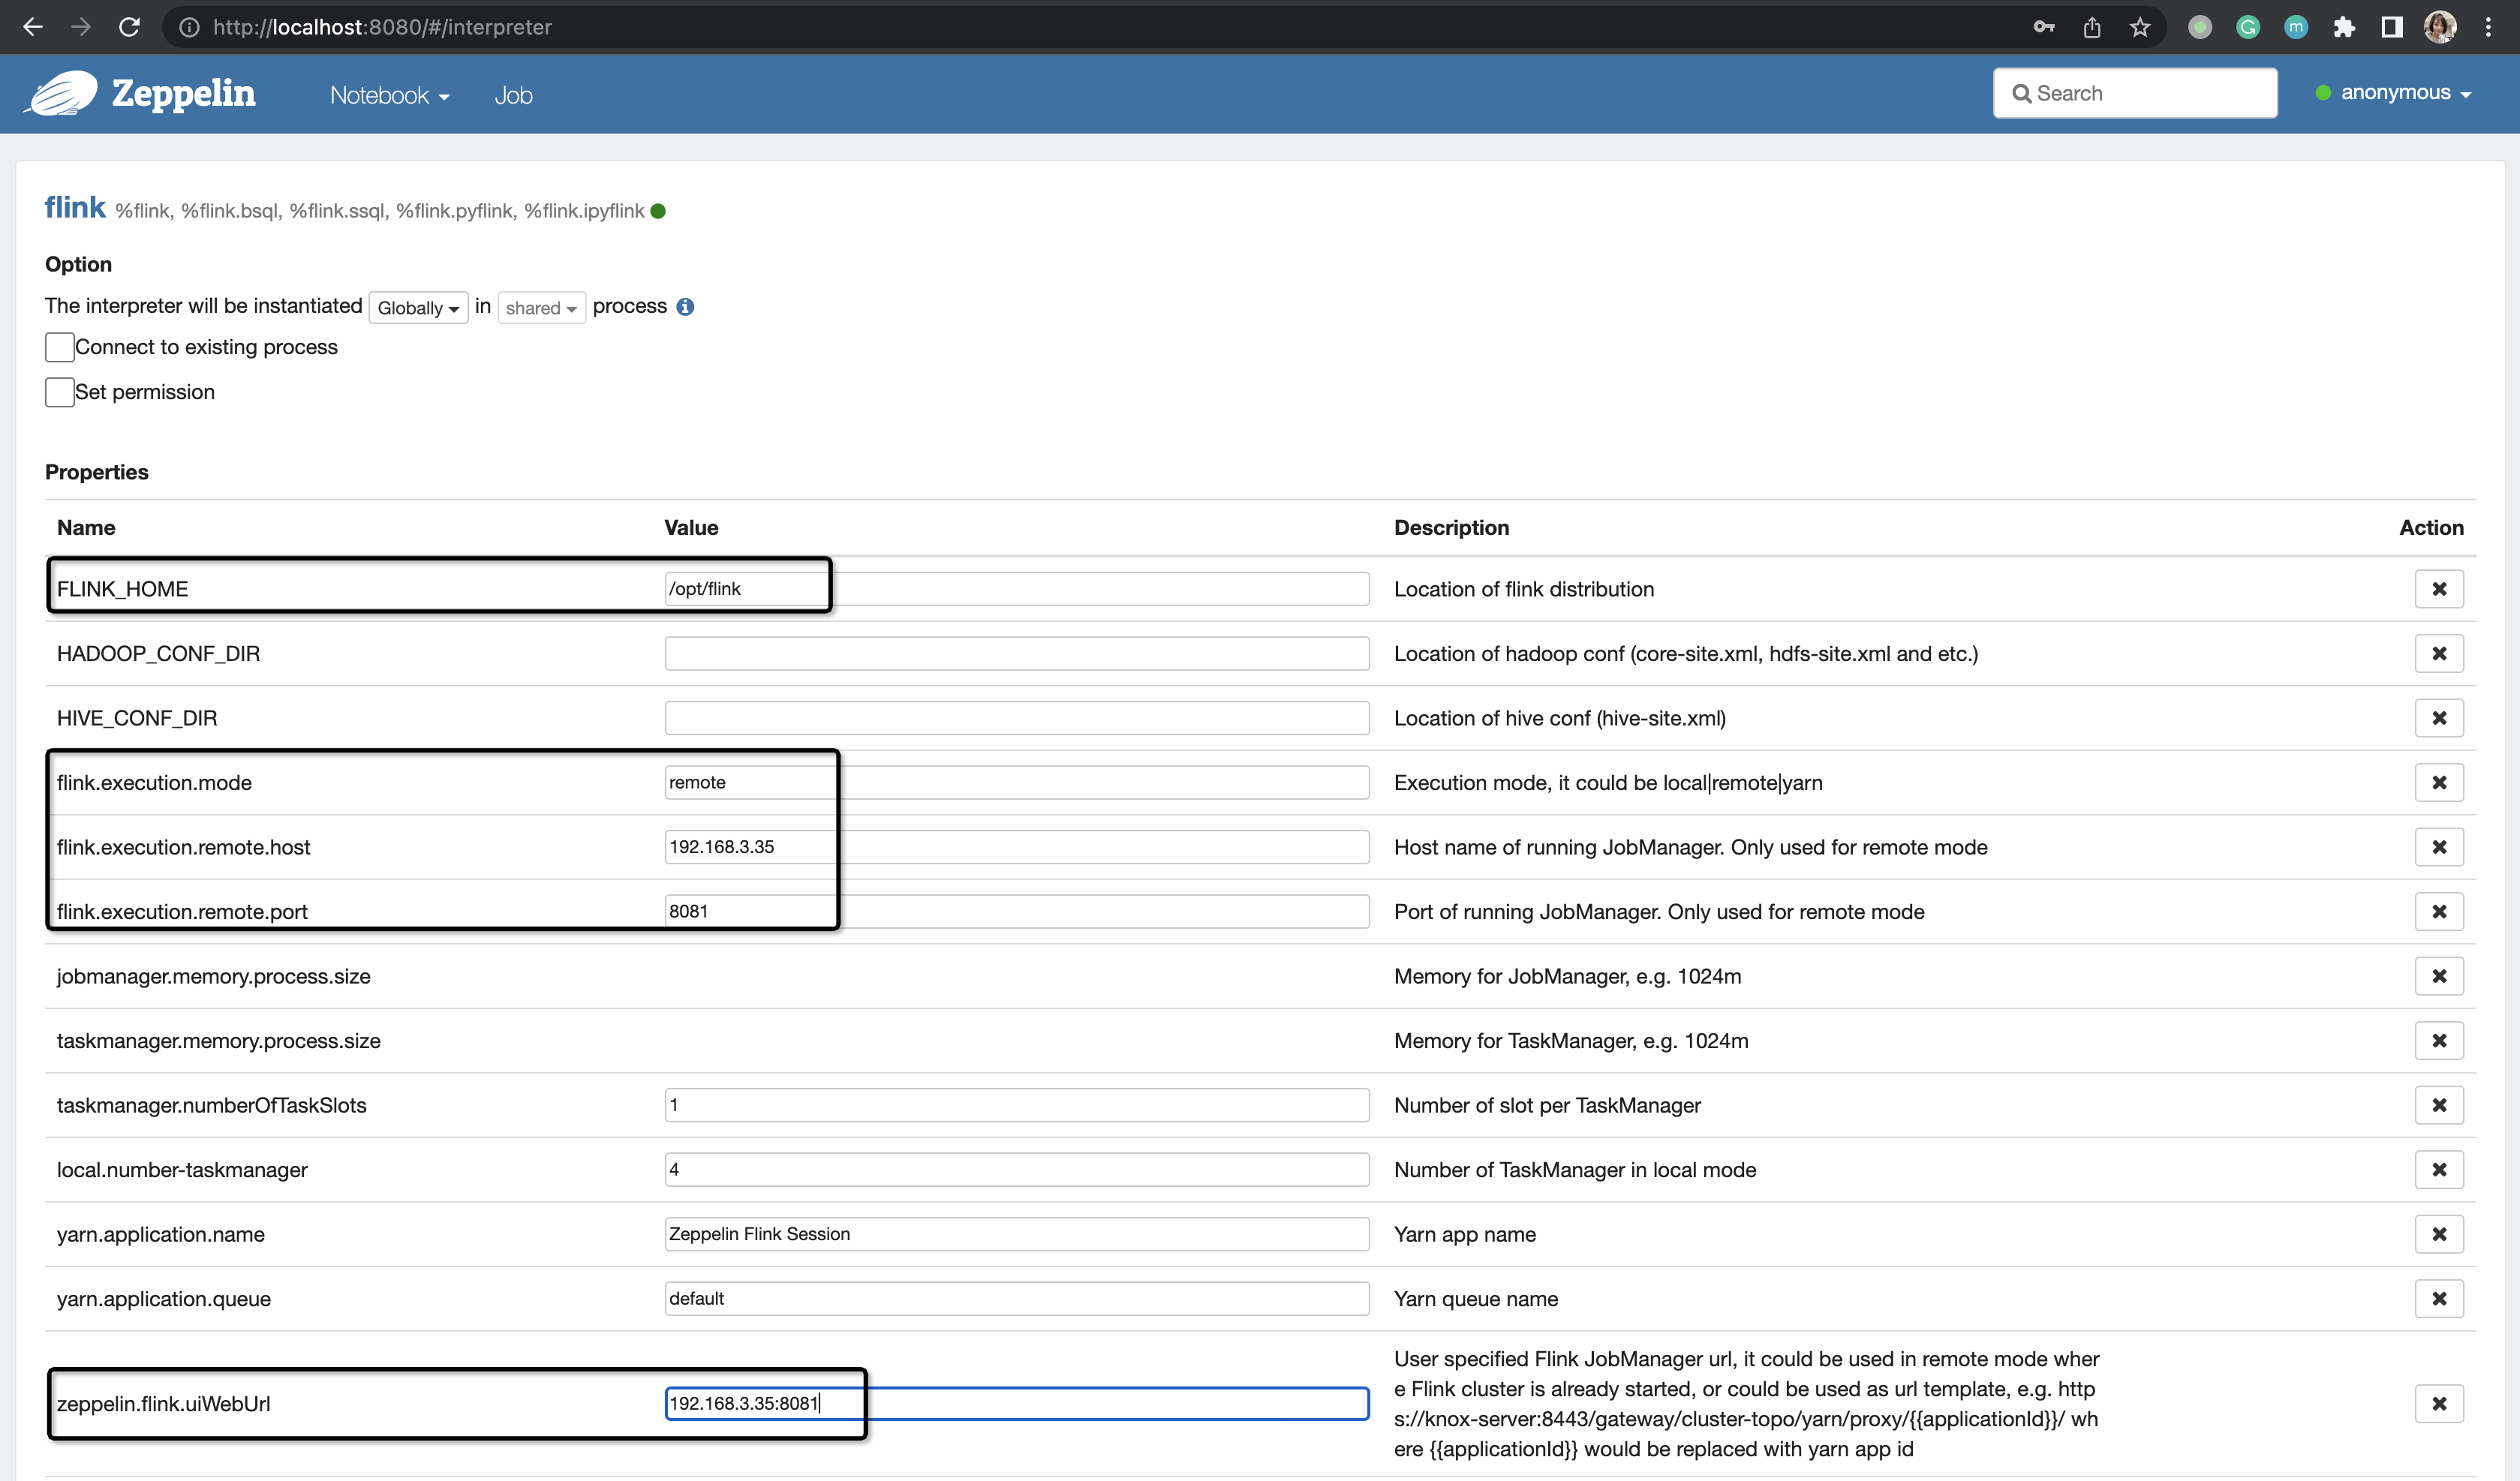 http://localhost:8080/#/interpreter
Zeppelin
Notebook
Job
Search
anonymous
flink %flink, %flink.bsql, %flink.ssql, %flink.pyflink, %flink.ipyflink
Option
The interpreter will be instantiated Globally in shared process
Connect to existing process
Set permission
Properties
Name Value Description Action
FLINK_HOME /opt/flink Location of flink distribution
HADOOP_CONF_DIR Location of hadoop conf (core-site.xml, hdfs-site.xml and etc.)
HIVE_CONF_DIR Location of hive conf (hive-site.xml)
flink.execution.mode remote Execution mode, it could be local|remote|yarn
flink.execution.remote.host 192.168.3.35 Host name of running JobManager. Only used for remote mode
flink.execution.remote.port 8081 Port of running JobManager. Only used for remote mode
jobmanager.memory.process.size Memory for JobManager, e.g. 1024m
taskmanager.memory.process.size Memory for TaskManager, e.g. 1024m
taskmanager.numberOfTaskSlots 1 Number of slot per TaskManager
local.number-taskmanager 4 Number of TaskManager in local mode
yarn.application.name Zeppelin Flink Session Yarn app name
yarn.application.queue default Yarn queue name
zeppelin.flink.uiWebUrl 192.168.3.35:8081
User specified Flink JobManager url, it could be used in remote mode wher
e Flink cluster is already started, or could be used as url template, e.g. http
s://knox-server:8443/gateway/cluster-topo/yarn/proxy/{{applicationId}}/ wh
ere {{applicationId}} would be replaced with yarn app id